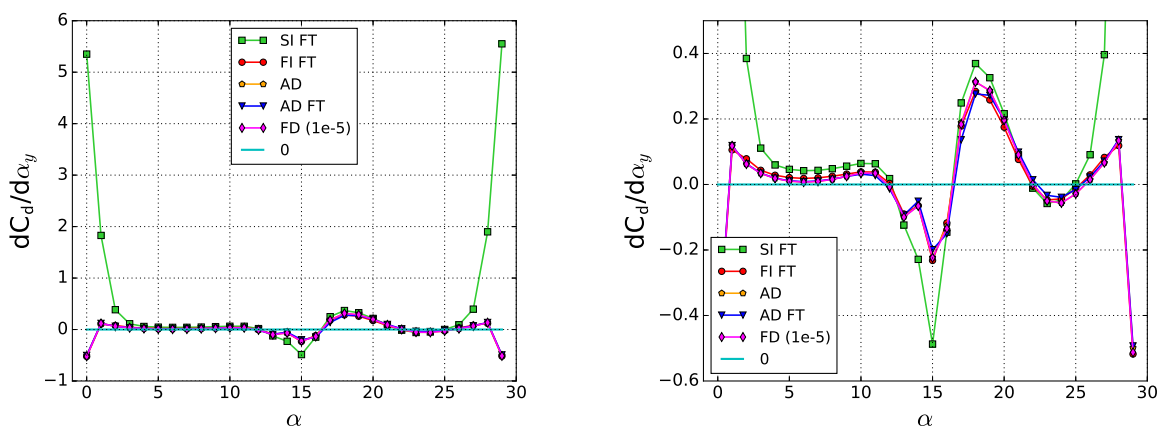 6
5
4
3
2
1
0
−1
0 5 10 15 20 25 30
α
dC_d/dα_y
SI FT
FI FT
AD
AD FT
FD (1e-5)
0
0.4
0.2
0.0
−0.2
−0.4
−0.6
0 5 10 15 20 25 30
α
dC_d/dα_y
SI FT
FI FT
AD
AD FT
FD (1e-5)
0